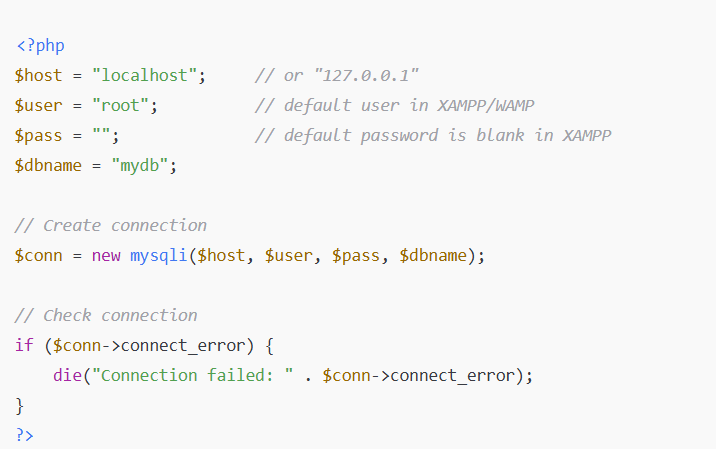 <?php
$host = "localhost";     // or "127.0.0.1"
$user = "root";          // default user in XAMPP/WAMP
$pass = "";              // default password is blank in XAMPP
$dbname = "mydb";

// Create connection
$conn = new mysqli($host, $user, $pass, $dbname);

// Check connection
if ($conn->connect_error) {
    die("Connection failed: " . $conn->connect_error);
}
?>